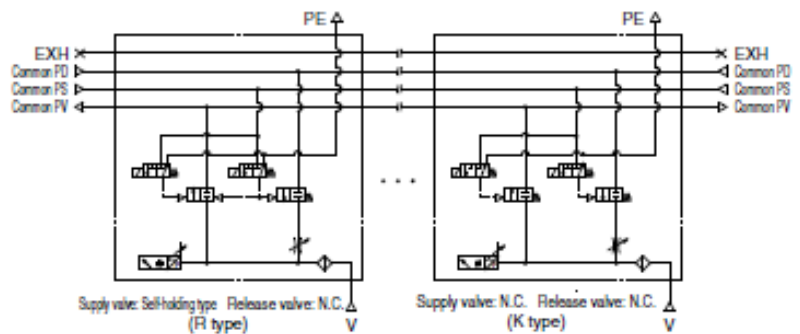 PE PE
EXH EXH
Common PD Common PD
Common PS Common PS
Common PV Common PV
Supply valve: Self-holding type Release valve: N.C. Supply valve: N.C. Release valve: N.C.
(R type) V (K type) V